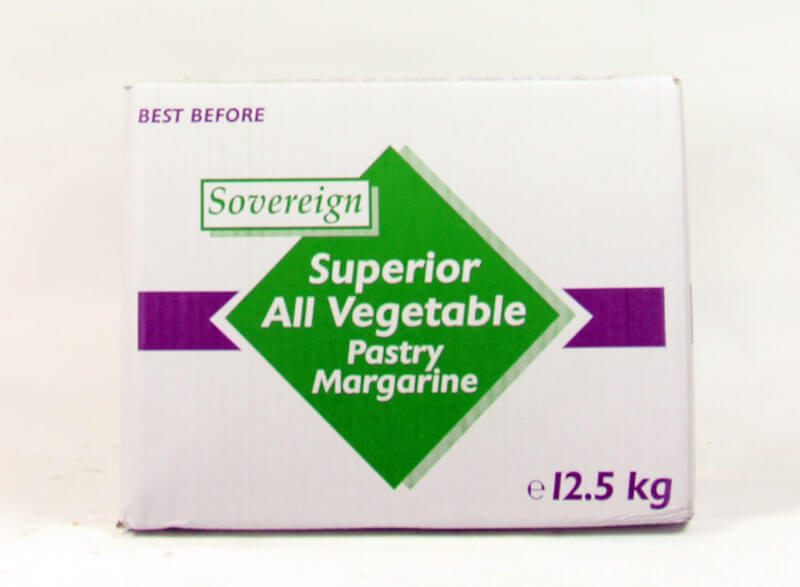 BEST BEFORE
Sovereign
Superior
All Vegetable
Pastry
Margarine
℮12.5 kg